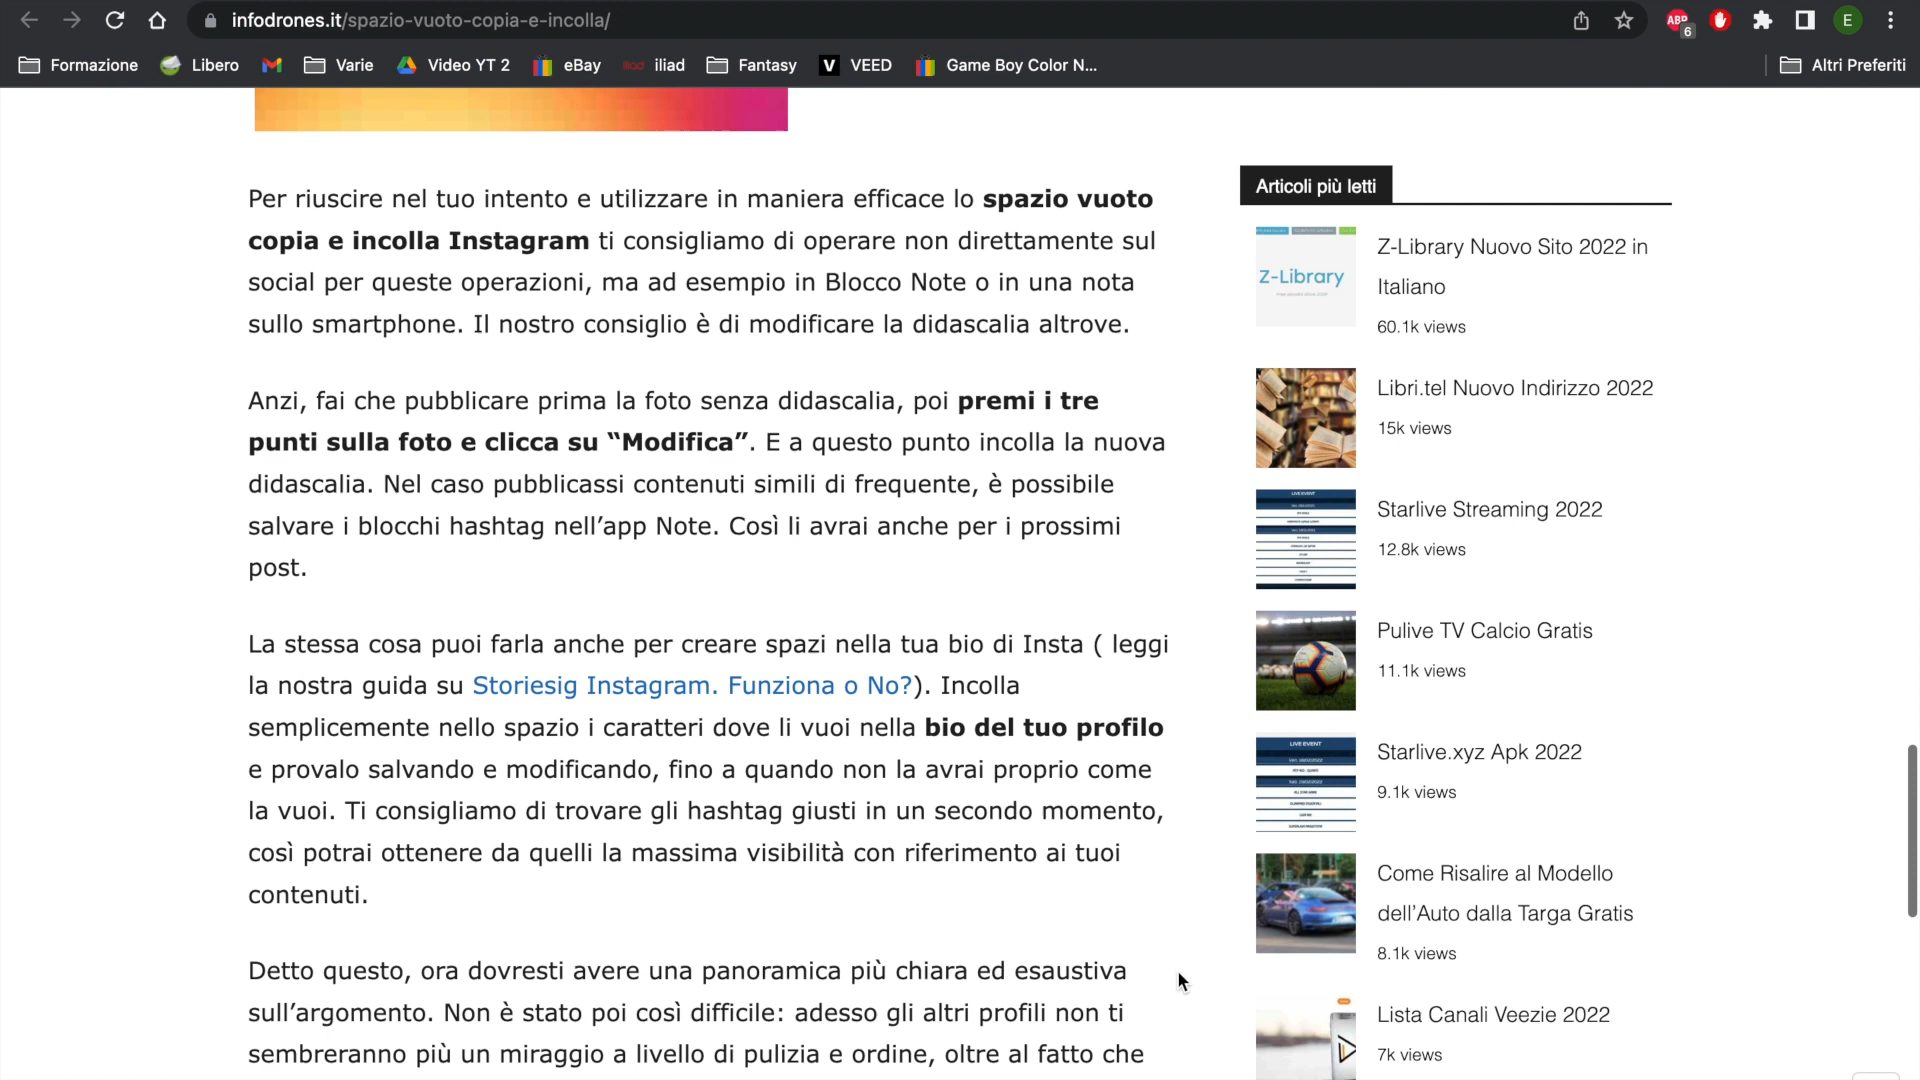 infodrones.it/spazio-vuoto-copia-e-incolla/
ABP
6
E
Formazione
Libero
Varie
Video YT 2
eBay
iliad
Fantasy
V
VEED
Game Boy Color N...
Altri Preferiti
Per riuscire nel tuo intento e utilizzare in maniera efficace lo spazio vuoto
copia e incolla Instagram ti consigliamo di operare non direttamente sul
social per queste operazioni, ma ad esempio in Blocco Note o in una nota
sullo smartphone. Il nostro consiglio è di modificare la didascalia altrove.
Anzi, fai che pubblicare prima la foto senza didascalia, poi premi i tre
punti sulla foto e clicca su “Modifica”. E a questo punto incolla la nuova
didascalia. Nel caso pubblicassi contenuti simili di frequente, è possibile
salvare i blocchi hashtag nell’app Note. Così li avrai anche per i prossimi
post.
La stessa cosa puoi farla anche per creare spazi nella tua bio di Insta ( leggi
la nostra guida su Storiesig Instagram. Funziona o No?). Incolla
semplicemente nello spazio i caratteri dove li vuoi nella bio del tuo profilo
e provalo salvando e modificando, fino a quando non la avrai proprio come
la vuoi. Ti consigliamo di trovare gli hashtag giusti in un secondo momento,
così potrai ottenere da quelli la massima visibilità con riferimento ai tuoi
contenuti.
Detto questo, ora dovresti avere una panoramica più chiara ed esaustiva
sull’argomento. Non è stato poi così difficile: adesso gli altri profili non ti
sembreranno più un miraggio a livello di pulizia e ordine, oltre al fatto che
Articoli più letti
Z-Library
Z-Library Nuovo Sito 2022 in
Italiano
60.1k views
Libri.tel Nuovo Indirizzo 2022
15k views
LIVE EVENT
Starlive Streaming 2022
12.8k views
Pulive TV Calcio Gratis
11.1k views
LIVE EVENT
Starlive.xyz Apk 2022
9.1k views
Come Risalire al Modello
dell’Auto dalla Targa Gratis
8.1k views
Lista Canali Veezie 2022
7k views